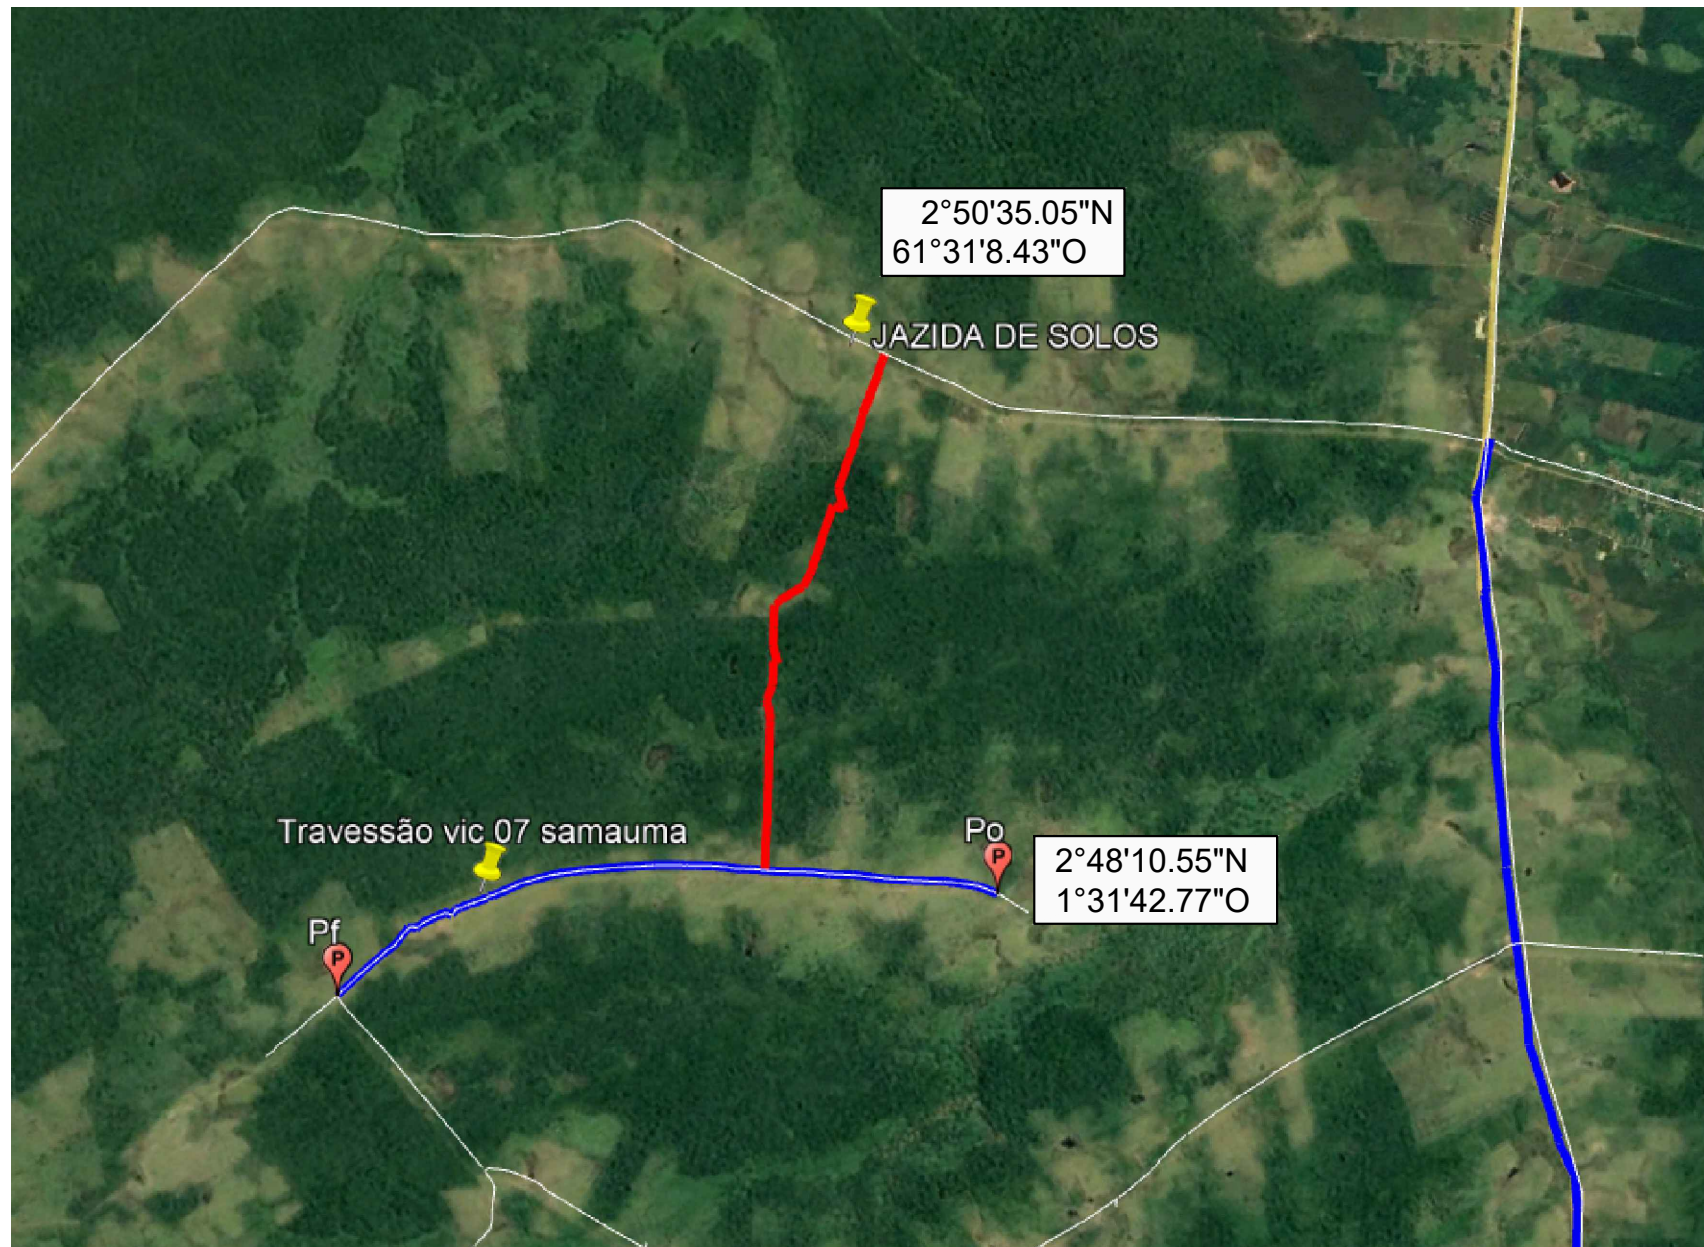 2°50'35.05"N
61°31'8.43"O
JAZIDA DE SOLOS
Travessão vic 07 samauma
Po
P
2°48'10.55"N
1°31'42.77"O
Pf
P